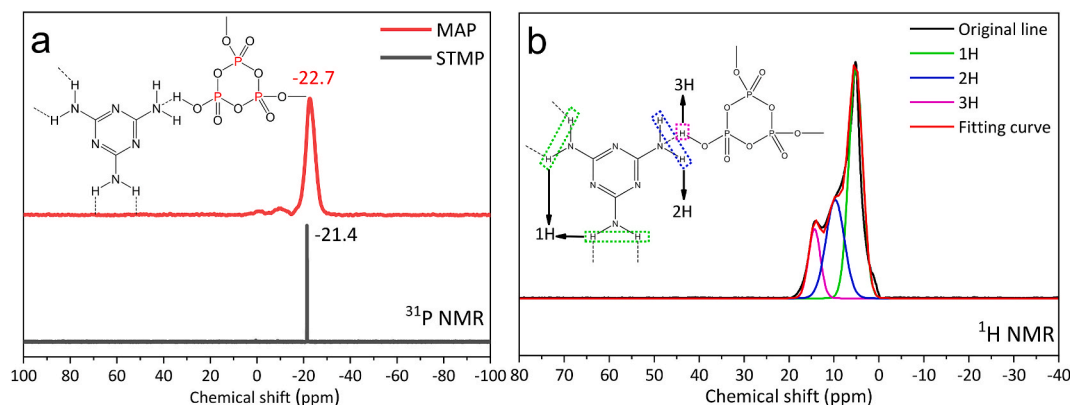 a
MAP
STMP
-22.7
O
O
P
O
O
O
H
H
N
N
N
H
HO
P
P
O
O
O
O
H
N
N
N
H
N
H
H
-21.4
³¹P NMR
100 80 60 40 20 0 -20 -40 -60 -80 -100
Chemical shift (ppm)
b
Original line
1H
2H
3H
Fitting curve
3H
O
O
P
O
O
H
H
H
O
P
P
O
O
O
O
H
N
N
H
N
N
N
2H
N
1H
H
H
¹H NMR
80 70 60 50 40 30 20 10 0 -10 -20 -30 -40
Chemical shift (ppm)